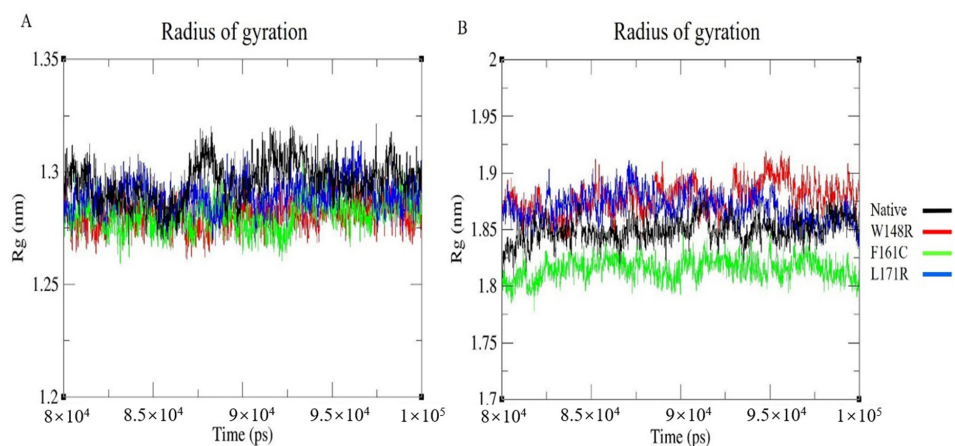 A
Radius of gyration
1.35
1.3
1.25
1.2
Rg (nm)
8×10⁴
8.5×10⁴
9×10⁴
9.5×10⁴
1×10⁵
Time (ps)
B
Radius of gyration
2
1.95
1.9
1.85
1.8
1.75
1.7
Rg (nm)
8×10⁴
8.5×10⁴
9×10⁴
9.5×10⁴
1×10⁵
Time (ps)
Native
W148R
F161C
L171R